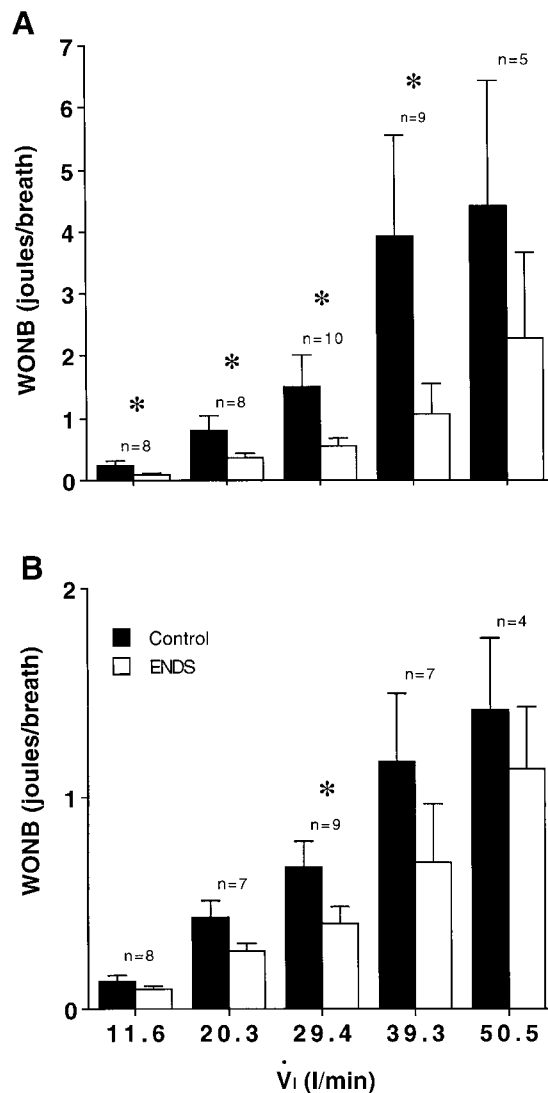 A
WONB (joules/breath)
7
6
5
4
3
2
1
0
*
n=8
*
n=8
*
n=10
*
n=9
n=5
B
WONB (joules/breath)
2
1
0
Control
ENDS
n=8
n=7
*
n=9
n=7
n=4
11.6 20.3 29.4 39.3 50.5
V̇I (l/min)